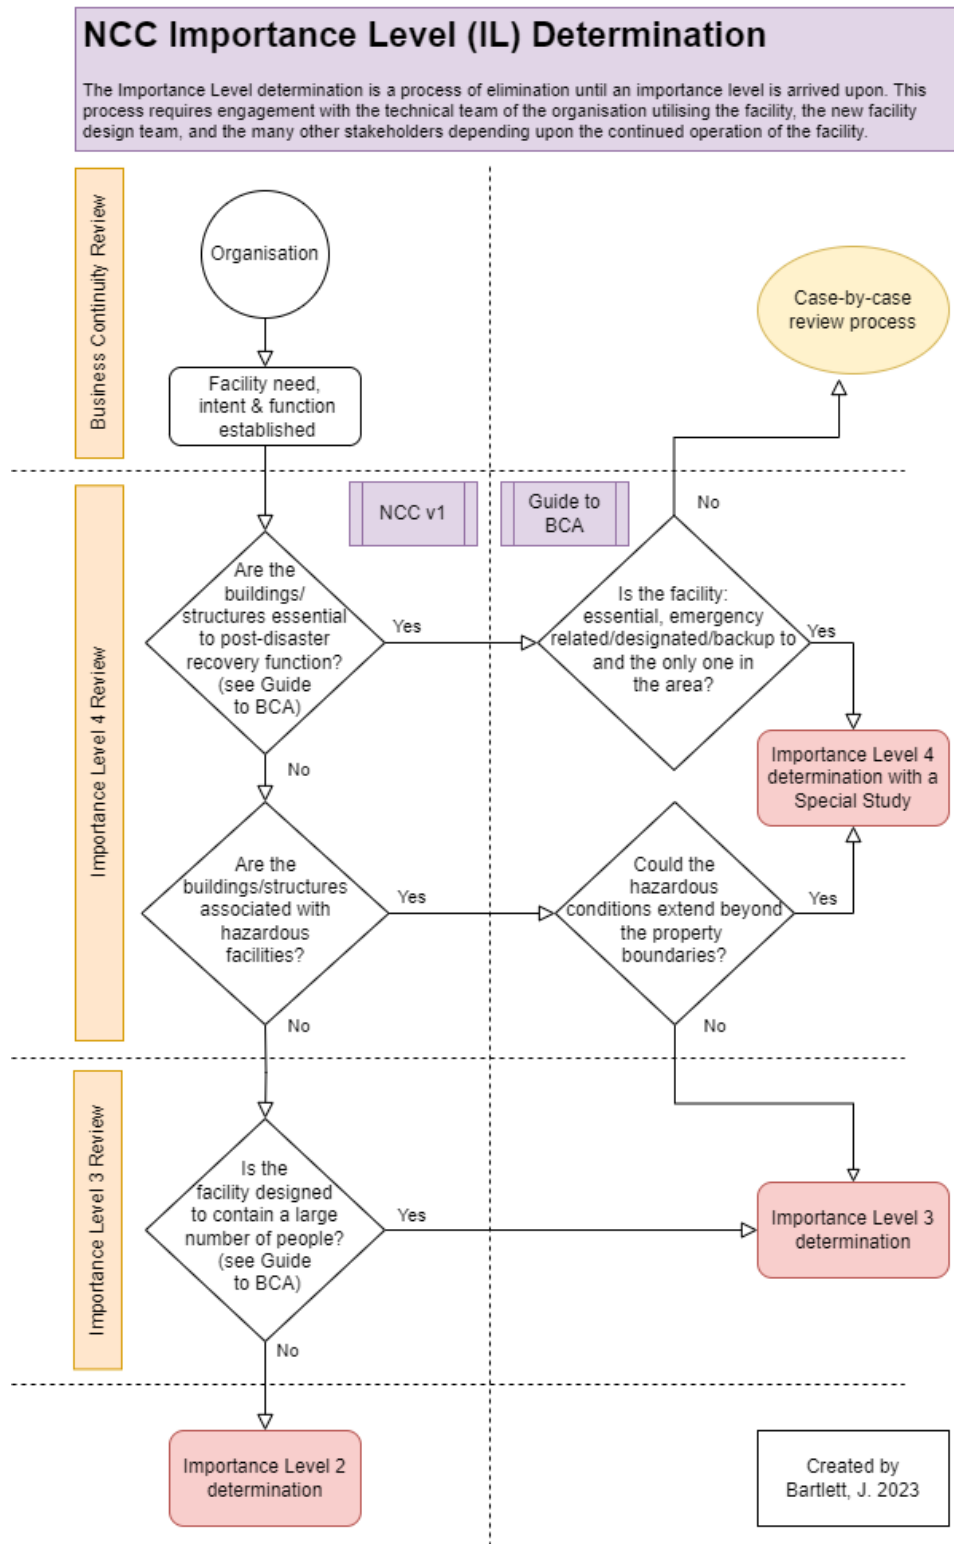 NCC Importance Level (IL) Determination
The Importance Level determination is a process of elimination until an importance level is arrived upon. This
process requires engagement with the technical team of the organisation utilising the facility, the new facility
design team, and the many other stakeholders depending upon the continued operation of the facility.
Business Continuity Review
Organisation
Case-by-case
review process
Facility need,
intent & function
established
Importance Level 4 Review
NCC v1
Guide to
BCA
No
Are the
buildings/
structures essential
to post-disaster
recovery function?
(see Guide
to BCA)
Yes
Is the facility:
essential, emergency
related/designated/backup to
and the only one in
the area?
Yes
No
Importance Level 4
determination with a
Special Study
Are the
buildings/structures
associated with
hazardous
facilities?
Yes
Could the
hazardous
conditions extend beyond
the property
boundaries?
Yes
No
No
Importance Level 3 Review
Is the
facility designed
to contain a large
number of people?
(see Guide
to BCA)
Yes
Importance Level 3
determination
No
Importance Level 2
determination
Created by
Bartlett, J. 2023